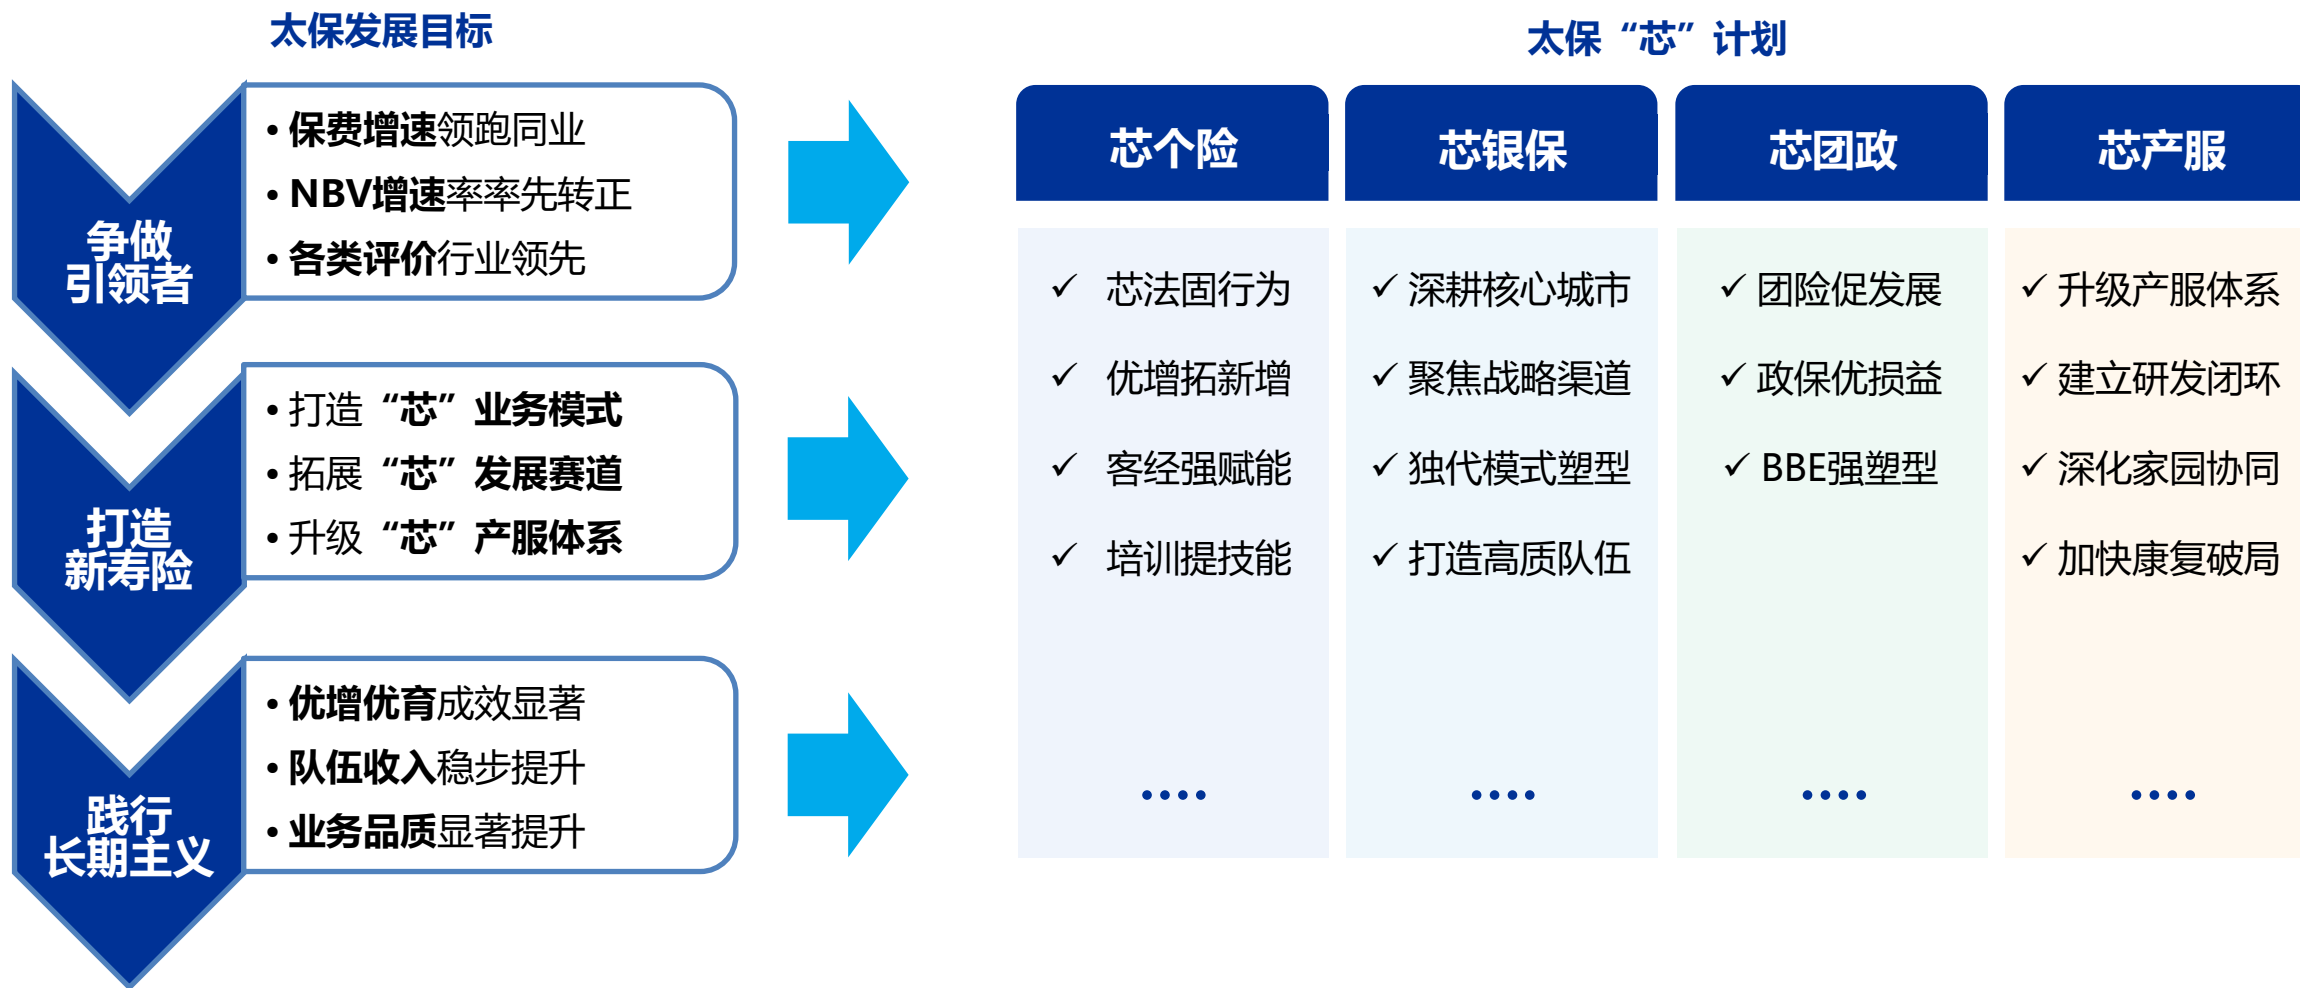 太保发展目标
争做
引领者
• 保费增速领跑同业
• NBV增速率率先转正
• 各类评价行业领先
打造
新寿险
• 打造“芯”业务模式
• 拓展“芯”发展赛道
• 升级“芯”产服体系
践行
长期主义
• 优增优育成效显著
• 队伍收入稳步提升
• 业务品质显著提升
太保“芯”计划
芯个险
✓ 芯法固行为
✓ 优增拓新增
✓ 客经强赋能
✓ 培训提技能
••••
芯银保
✓ 深耕核心城市
✓ 聚焦战略渠道
✓ 独代模式塑型
✓ 打造高质队伍
••••
芯团政
✓ 团险促发展
✓ 政保优损益
✓ BBE强塑型
••••
芯产服
✓ 升级产服体系
✓ 建立研发闭环
✓ 深化家园协同
✓ 加快康复破局
••••